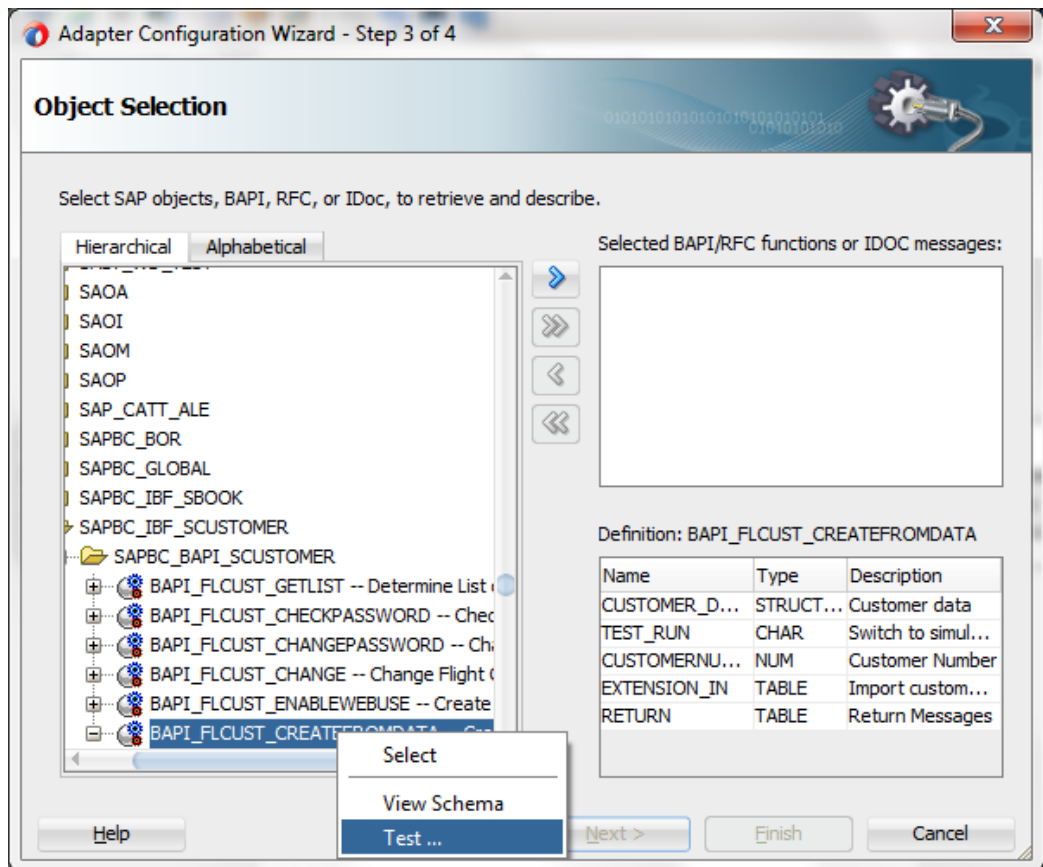 Adapter Configuration Wizard - Step 3 of 4
Object Selection
Select SAP objects, BAPI, RFC, or IDoc, to retrieve and describe.
Hierarchical Alphabetical
SAOA
SAOI
SAOM
SAOP
SAP_CATT_ALE
SAPBC_BOR
SAPBC_GLOBAL
SAPBC_IBF_SBOOK
SAPBC_IBF_SCUSTOMER
SAPBC_BAPI_SCUSTOMER
BAPI_FLCUST_GETLIST -- Determine List
BAPI_FLCUST_CHECKPASSWORD -- Chec
BAPI_FLCUST_CHANGEPASSWORD -- Cha
BAPI_FLCUST_CHANGE -- Change Flight
BAPI_FLCUST_ENABLEWEBUSE -- Create
BAPI_FLCUST_CREATEFROMDATA -- Cre
Select
View Schema
Test ...
Selected BAPI/RFC functions or IDOC messages:
Definition: BAPI_FLCUST_CREATEFROMDATA
Name Type Description
CUSTOMER_D... STRUCT... Customer data
TEST_RUN CHAR Switch to simul...
CUSTOMERNU... NUM Customer Number
EXTENSION_IN TABLE Import custom...
RETURN TABLE Return Messages
Help Next > Finish Cancel